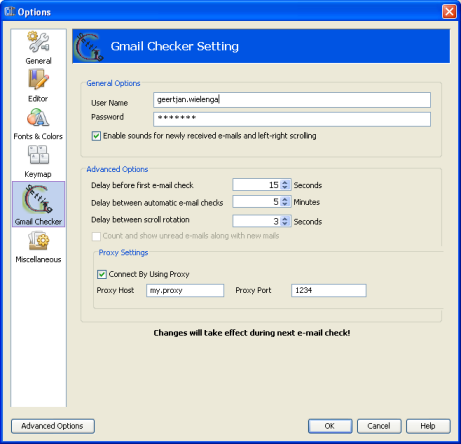 Options
General
Editor
Fonts & Colors
Keymap
Gmail Checker
Miscellaneous
Gmail Checker Setting
General Options
User Name geertjan.wielenga
Password *******
Enable sounds for newly received e-mails and left-right scrolling
Advanced Options
Delay before first e-mail check 15 Seconds
Delay between automatic e-mail checks 5 Minutes
Delay between scroll rotation 3 Seconds
Count and show unread e-mails along with new mails
Proxy Settings
Connect By Using Proxy
Proxy Host my.proxy Proxy Port 1234
Changes will take effect during next e-mail check!
Advanced Options OK Cancel Help